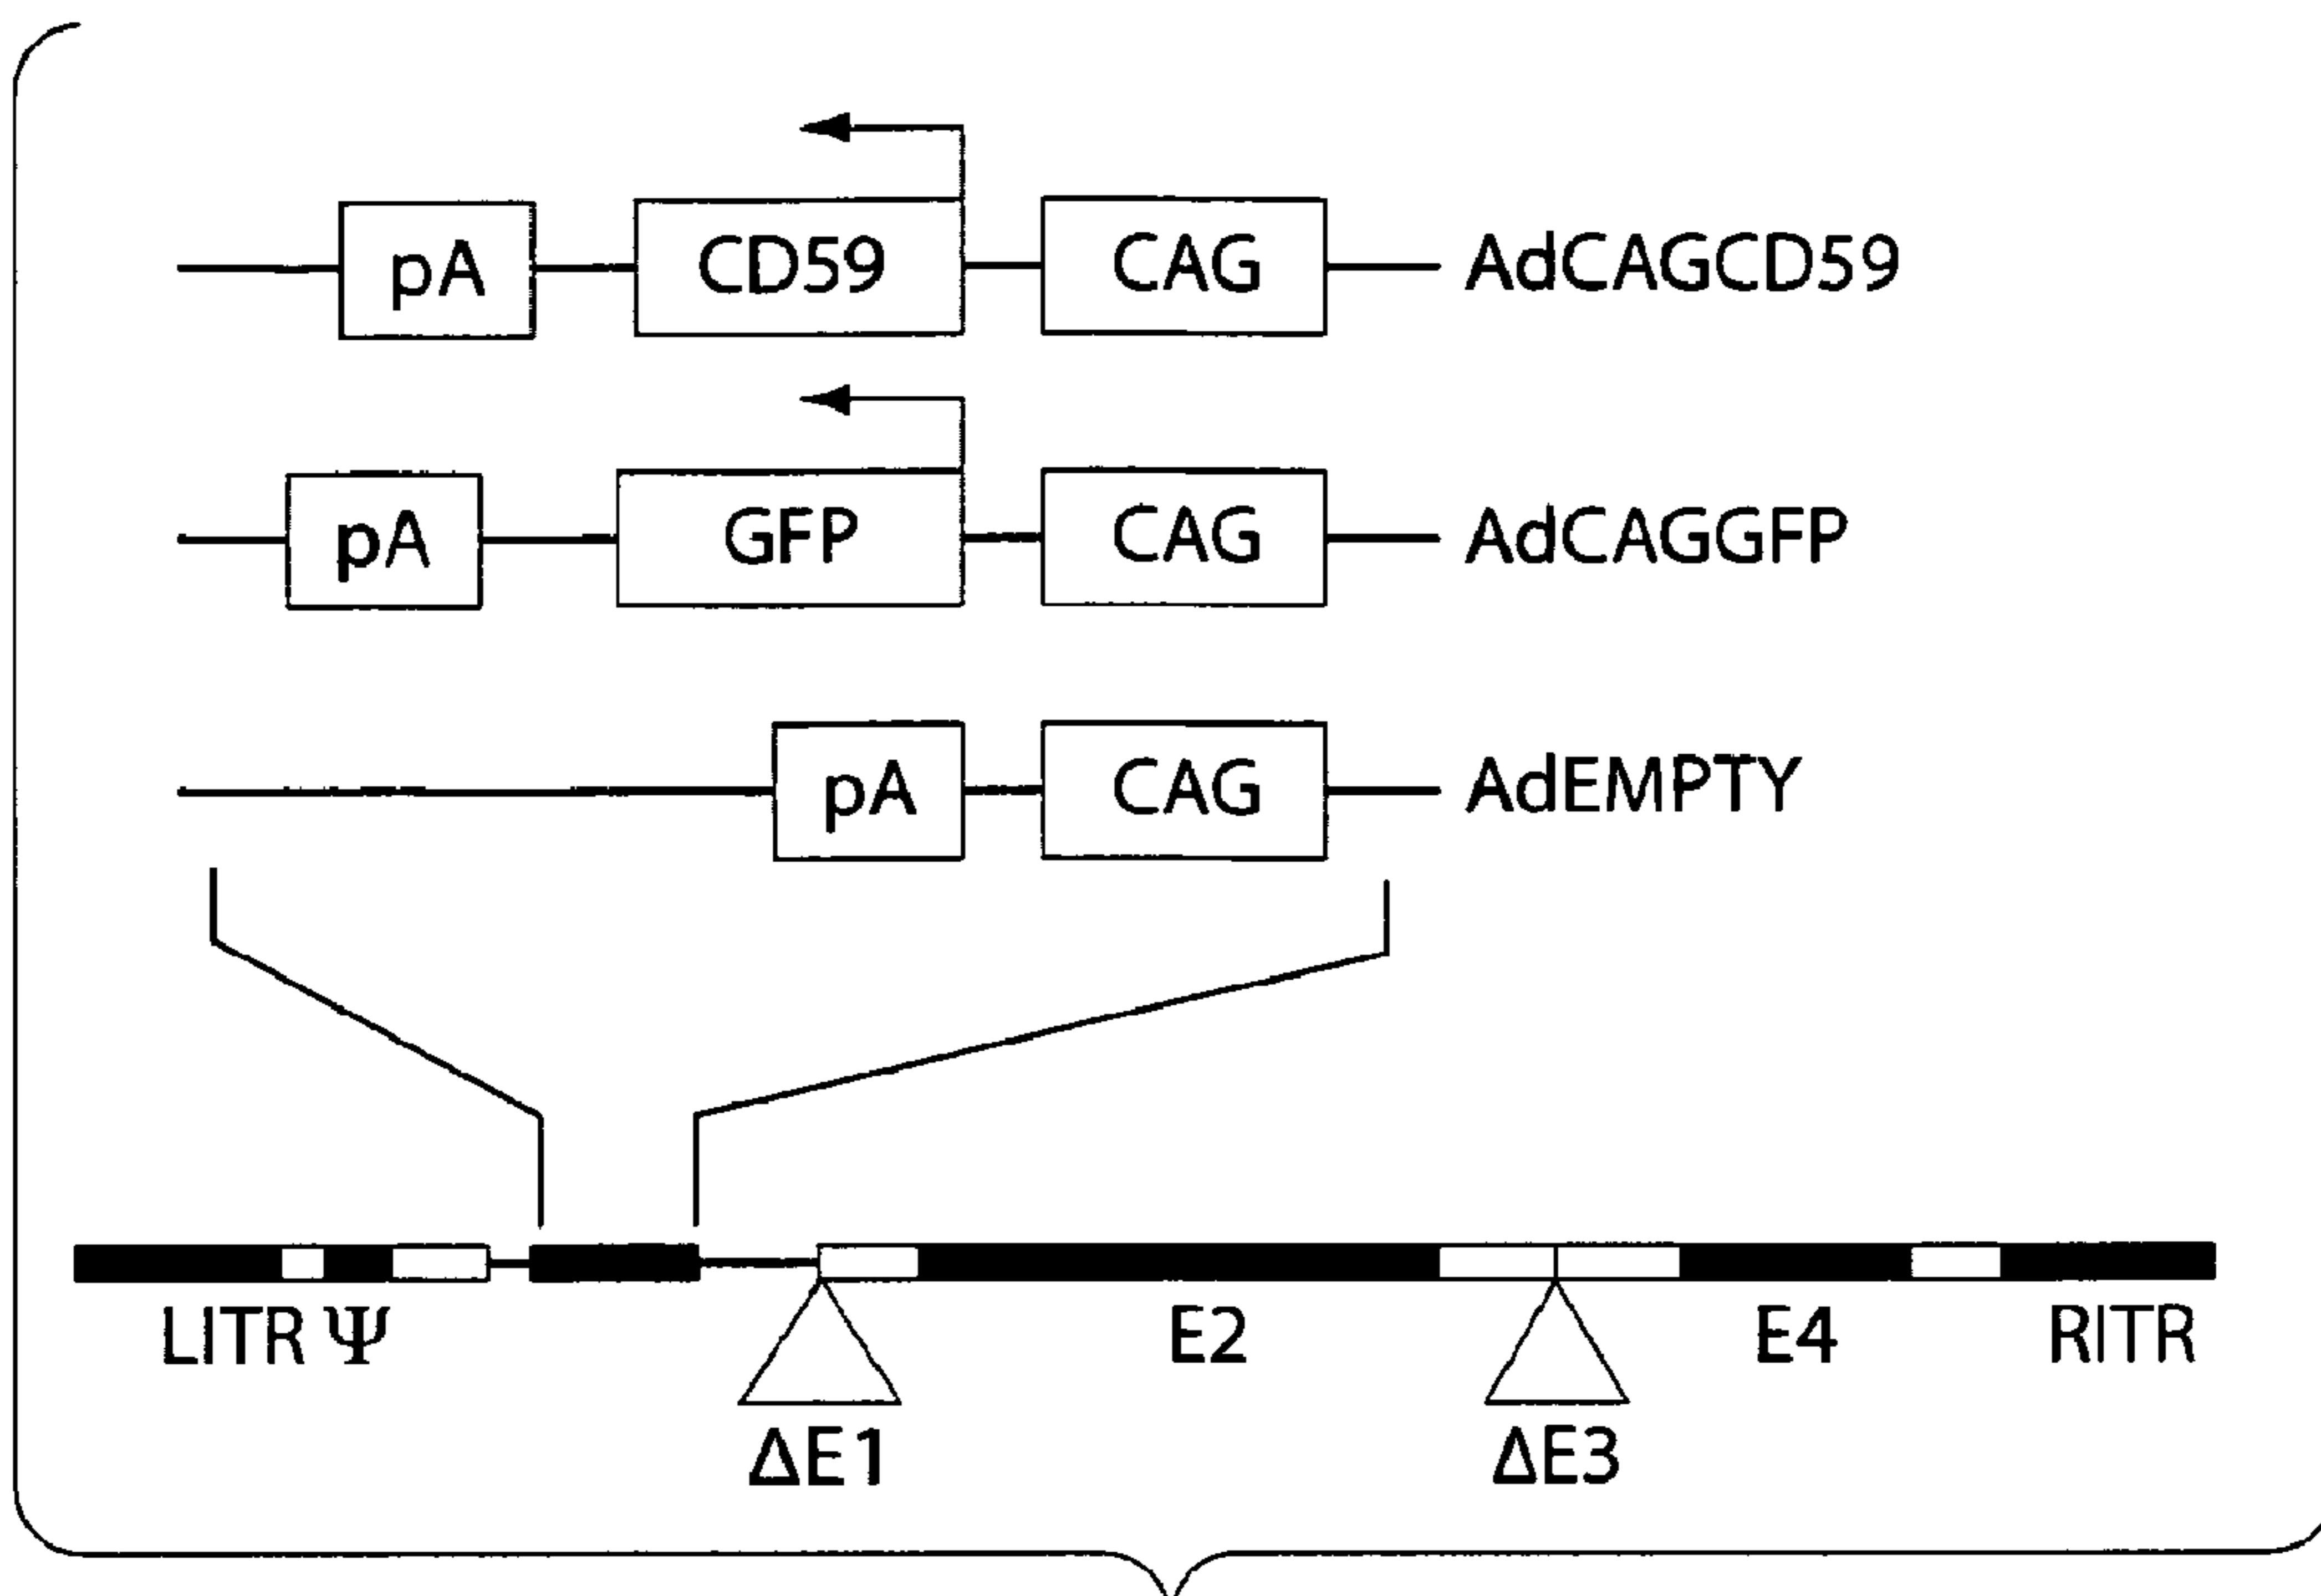 pA CD59 CAG AdCAGCD59
pA GFP CAG AdCAGGFP
pA CAG AdEMPTY
LITR Ψ E2 E4 RITR
ΔE1 ΔE3